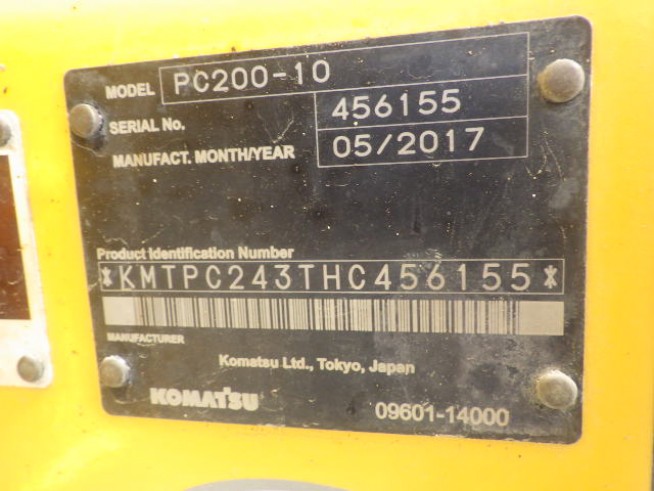 MODEL PC200-10
SERIAL No. 456155
MANUFACT. MONTH/YEAR 05/2017
Product Identification Number
*KMTPC243THC456155*
MANUFACTURER
Komatsu Ltd., Tokyo, Japan
KOMATSU
09601-14000